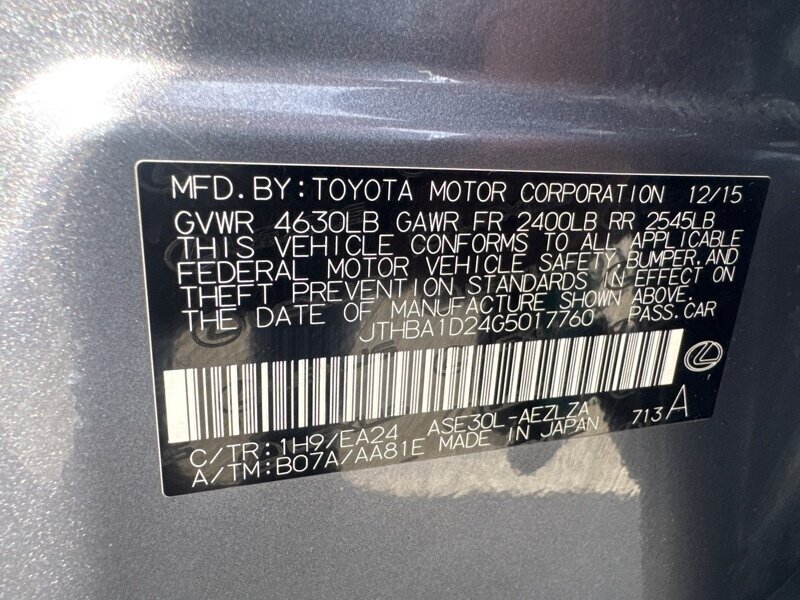 MFD.BY:TOYOTA MOTOR CORPORATION 12/15
GVWR 4630LB GAWR FR 2400LB RR 2545LB
THIS VEHICLE CONFORMS TO ALL APPLICABLE
FEDERAL MOTOR VEHICLE SAFETY BUMPER,AND
THEFT PREVENTION STANDARDS IN EFFECT ON
THE DATE OF MANUFACTURE SHOWN ABOVE.
JTHBA1D24G5017760 PASS.CAR
C/TR:1H9/EA24 ASE30L-AEZLZA 713A
A/TM:B07A/AA81E MADE IN JAPAN